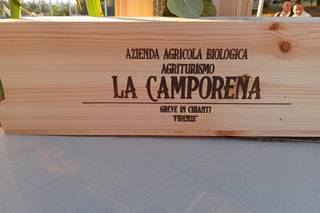 AZIENDA AGRICOLA BIOLOGICA
AGRITURISMO
LA CAMPORENA
GREVE IN CHIANTI
"FIRENZE"